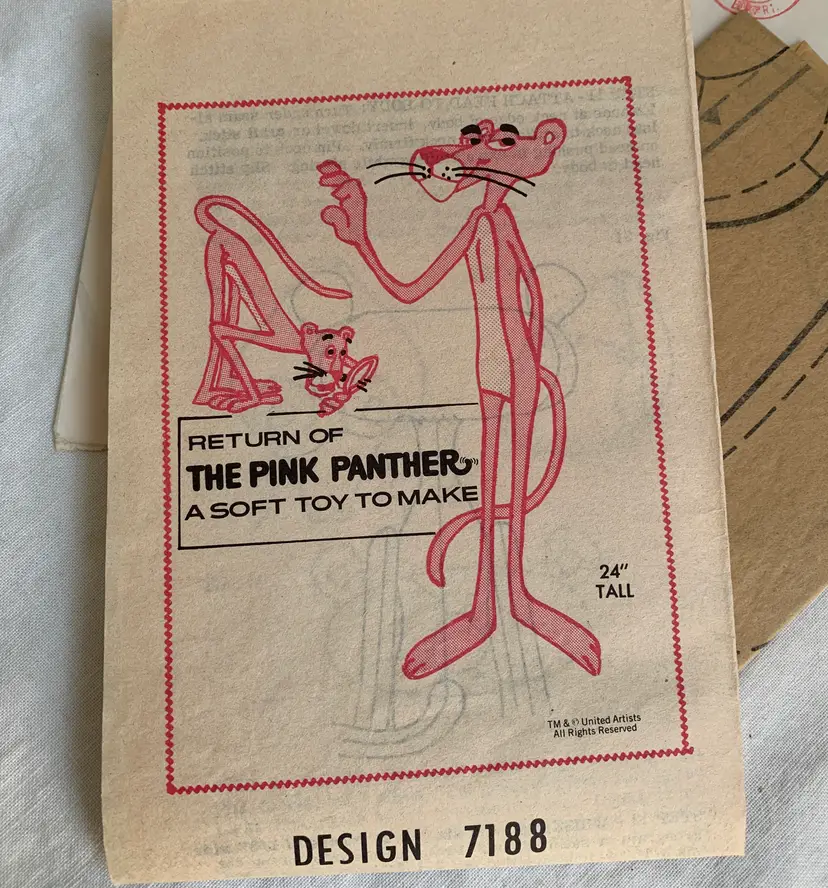 RETURN OF
THE PINK PANTHER
A SOFT TOY TO MAKE
24"
TALL
TM & © United Artists
All Rights Reserved
DESIGN 7188